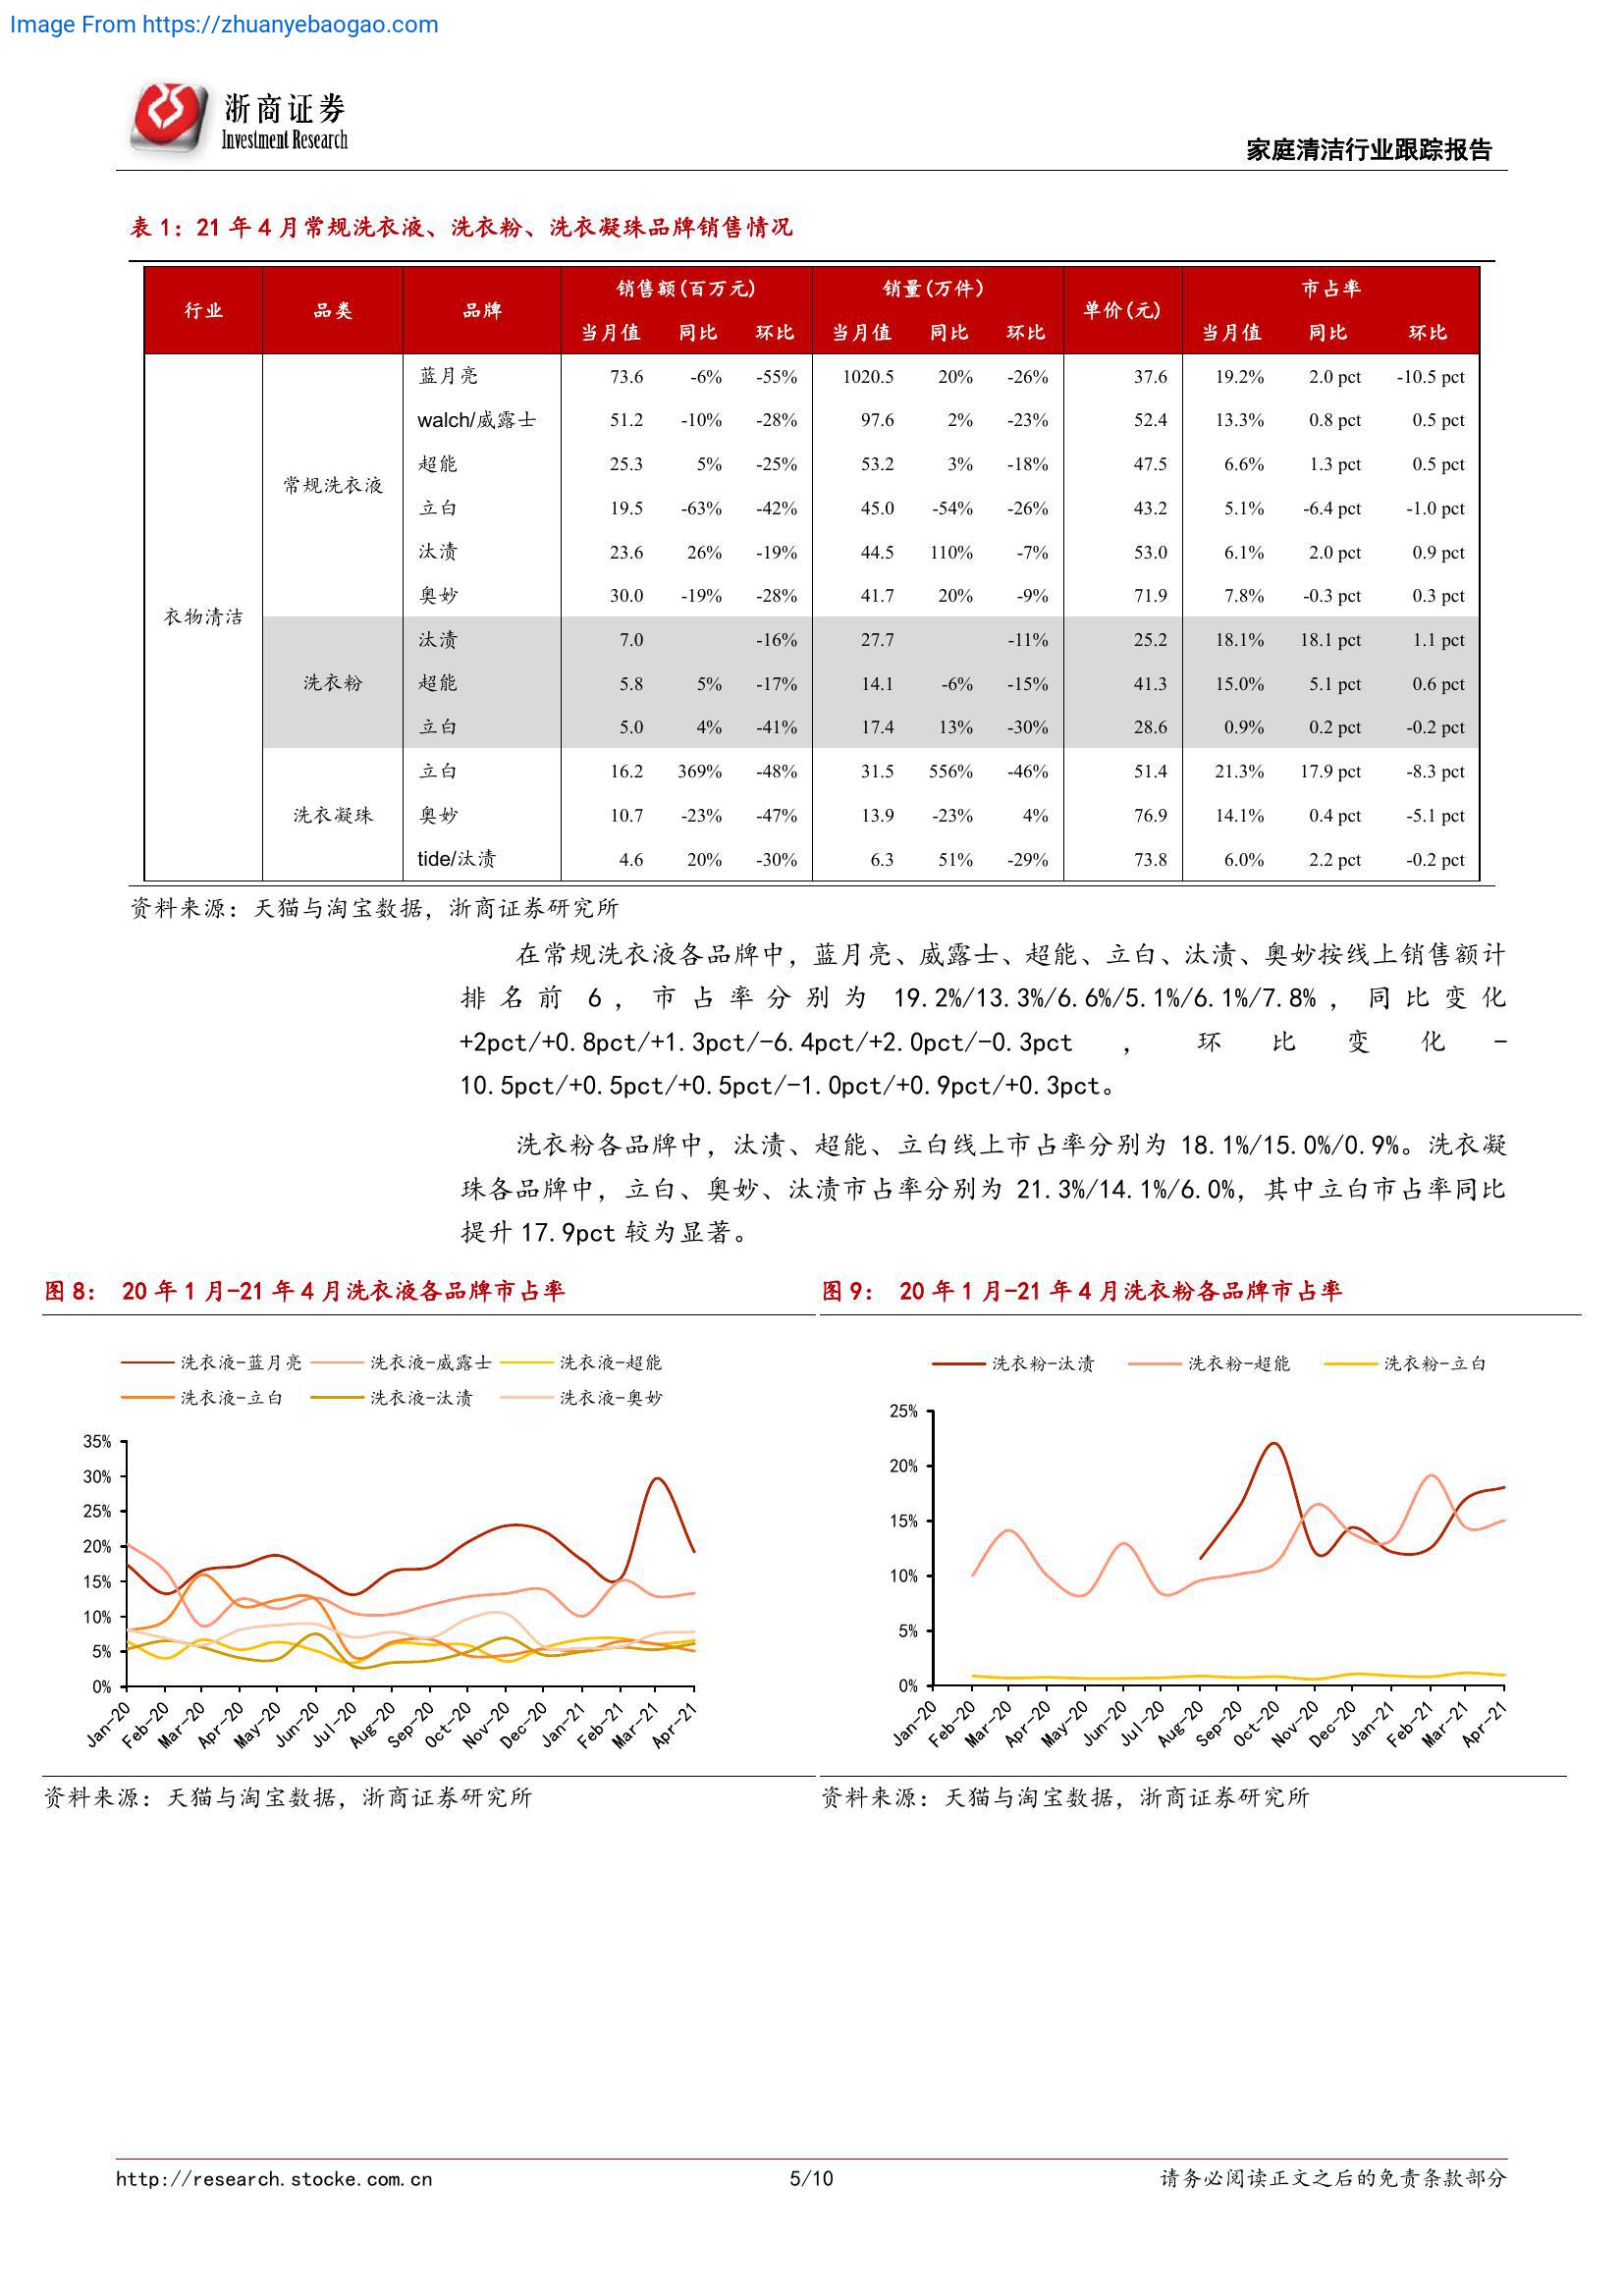 Image From https://zhuanyebaogao.com
浙商证券
Investment Research
家庭清洁行业跟踪报告
表 1：21 年 4 月常规洗衣液、洗衣粉、洗衣凝珠品牌销售情况
行业 品类 品牌 销售额(百万元) 销量(万件) 单价(元) 市占率
当月值 同比 环比 当月值 同比 环比 当月值 同比 环比
衣物清洁
常规洗衣液
蓝月亮 73.6 -6% -55% 1020.5 20% -26% 37.6 19.2% 2.0 pct -10.5 pct
walch/威露士 51.2 -10% -28% 97.6 2% -23% 52.4 13.3% 0.8 pct 0.5 pct
超能 25.3 5% -25% 53.2 3% -18% 47.5 6.6% 1.3 pct 0.5 pct
立白 19.5 -63% -42% 45.0 -54% -26% 43.2 5.1% -6.4 pct -1.0 pct
汰渍 23.6 26% -19% 44.5 110% -7% 53.0 6.1% 2.0 pct 0.9 pct
奥妙 30.0 -19% -28% 41.7 20% -9% 71.9 7.8% -0.3 pct 0.3 pct
洗衣粉
汰渍 7.0 -16% 27.7 -11% 25.2 18.1% 18.1 pct 1.1 pct
超能 5.8 5% -17% 14.1 -6% -15% 41.3 15.0% 5.1 pct 0.6 pct
立白 5.0 4% -41% 17.4 13% -30% 28.6 0.9% 0.2 pct -0.2 pct
洗衣凝珠
立白 16.2 369% -48% 31.5 556% -46% 51.4 21.3% 17.9 pct -8.3 pct
奥妙 10.7 -23% -47% 13.9 -23% 4% 76.9 14.1% 0.4 pct -5.1 pct
tide/汰渍 4.6 20% -30% 6.3 51% -29% 73.8 6.0% 2.2 pct -0.2 pct
资料来源：天猫与淘宝数据，浙商证券研究所
在常规洗衣液各品牌中，蓝月亮、威露士、超能、立白、汰渍、奥妙按线上销售额计
排名前 6，市占率分别为 19.2%/13.3%/6.6%/5.1%/6.1%/7.8%，同比变化
+2pct/+0.8pct/+1.3pct/-6.4pct/+2.0pct/-0.3pct ，环比变化-
10.5pct/+0.5pct/+0.5pct/-1.0pct/+0.9pct/+0.3pct。
洗衣粉各品牌中，汰渍、超能、立白线上市占率分别为 18.1%/15.0%/0.9%。洗衣凝
珠各品牌中，立白、奥妙、汰渍市占率分别为 21.3%/14.1%/6.0%，其中立白市占率同比
提升 17.9pct 较为显著。
图 8： 20 年 1 月-21 年 4 月洗衣液各品牌市占率
洗衣液-蓝月亮 洗衣液-威露士 洗衣液-超能
洗衣液-立白 洗衣液-汰渍 洗衣液-奥妙
35%
30%
25%
20%
15%
10%
5%
0%
Jan-20 Feb-20 Mar-20 Apr-20 May-20 Jun-20 Jul-20 Aug-20 Sep-20 Oct-20 Nov-20 Dec-20 Jan-21 Feb-21 Mar-21 Apr-21
资料来源：天猫与淘宝数据，浙商证券研究所
图 9： 20 年 1 月-21 年 4 月洗衣粉各品牌市占率
洗衣粉-汰渍 洗衣粉-超能 洗衣粉-立白
25%
20%
15%
10%
5%
0%
Jan-20 Feb-20 Mar-20 Apr-20 May-20 Jun-20 Jul-20 Aug-20 Sep-20 Oct-20 Nov-20 Dec-20 Jan-21 Feb-21 Mar-21 Apr-21
资料来源：天猫与淘宝数据，浙商证券研究所
http://research.stocke.com.cn 5/10 请务必阅读正文之后的免责条款部分